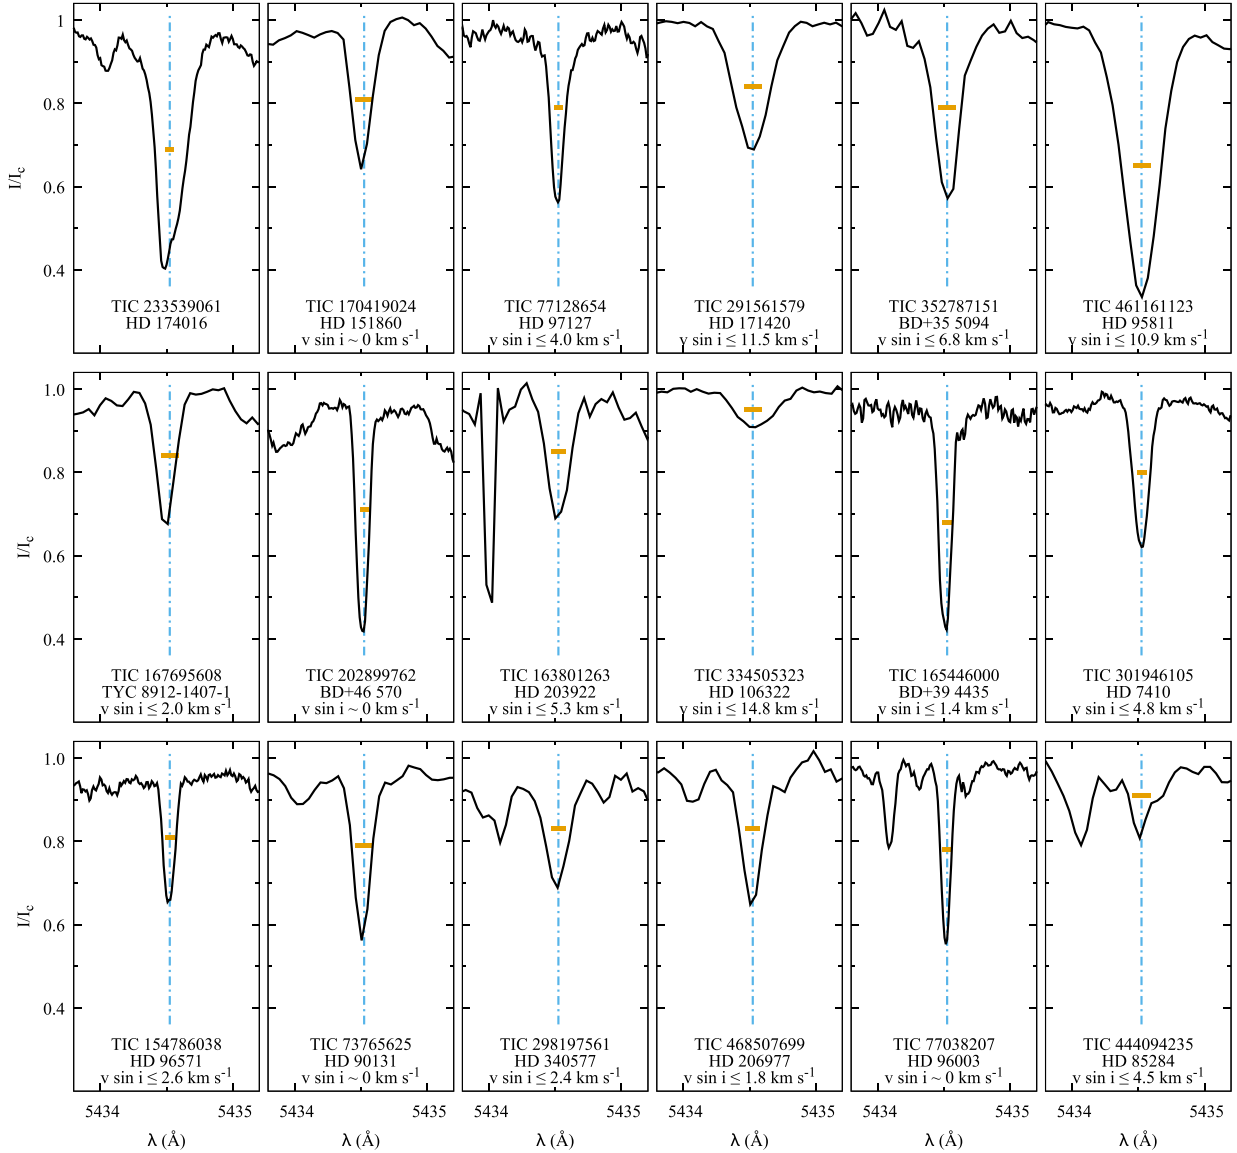 1
0.8
0.6
0.4
I/Ic
TIC 233539061
HD 174016
TIC 170419024
HD 151860
v sin i ~ 0 km s-1
TIC 77128654
HD 97127
v sin i ≤ 4.0 km s-1
TIC 291561579
HD 171420
v sin i ≤ 11.5 km s-1
TIC 352787151
BD+35 5094
v sin i ≤ 6.8 km s-1
TIC 461161123
HD 95811
v sin i ≤ 10.9 km s-1
1.0
0.8
0.6
0.4
I/Ic
TIC 167695608
TYC 8912-1407-1
v sin i ≤ 2.0 km s-1
TIC 202899762
BD+46 570
v sin i ~ 0 km s-1
TIC 163801263
HD 203922
v sin i ≤ 5.3 km s-1
TIC 334505323
HD 106322
v sin i ≤ 14.8 km s-1
TIC 165446000
BD+39 4435
v sin i ≤ 1.4 km s-1
TIC 301946105
HD 7410
v sin i ≤ 4.8 km s-1
1.0
0.8
0.6
0.4
I/Ic
TIC 154786038
HD 96571
v sin i ≤ 2.6 km s-1
TIC 73765625
HD 90131
v sin i ~ 0 km s-1
TIC 298197561
HD 340577
v sin i ≤ 2.4 km s-1
TIC 468507699
HD 206977
v sin i ≤ 1.8 km s-1
TIC 77038207
HD 96003
v sin i ~ 0 km s-1
TIC 444094235
HD 85284
v sin i ≤ 4.5 km s-1
5434 5435
5434 5435
5434 5435
5434 5435
5434 5435
5434 5435
λ (Å)
λ (Å)
λ (Å)
λ (Å)
λ (Å)
λ (Å)